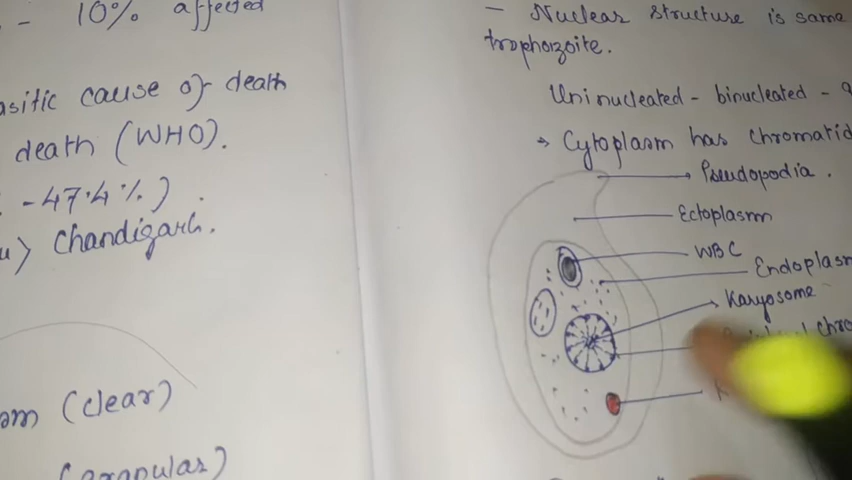 - 10% affected
asitic cause of death
death (WHO).
-47.4%)
Chandigarh.
(clear)
(granular)
- Nuclear structure is same
trophozoite.
Uninucleated - binucleated -
→ Cytoplasm has chromatid
Pseudopodia.
Ectoplasm
WBC
Endoplasm
Karyosome